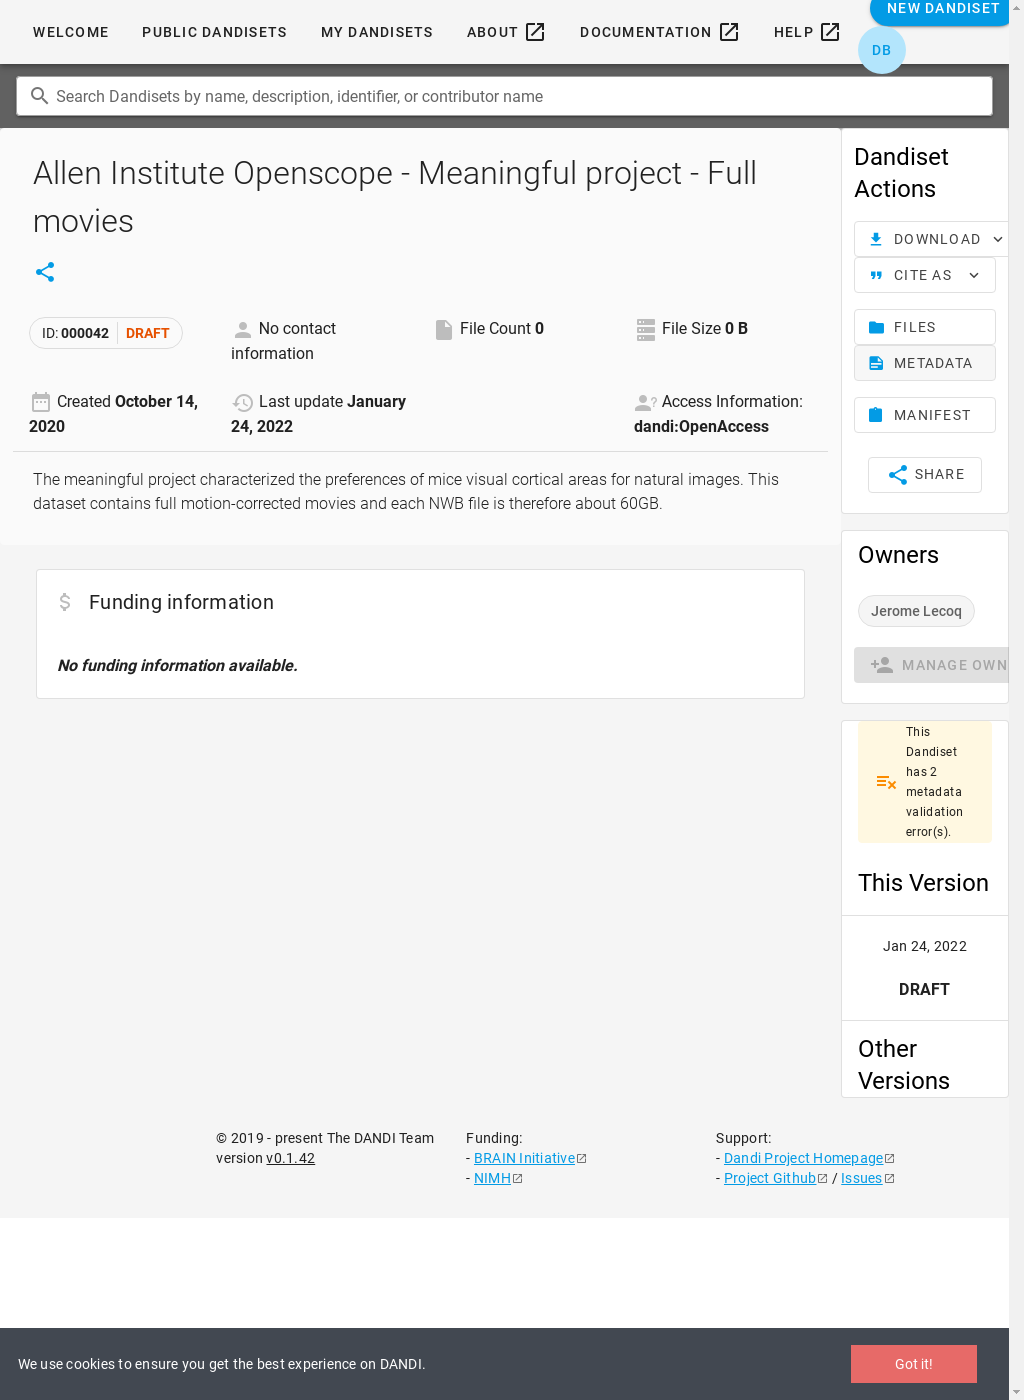 WELCOME PUBLIC DANDISETS MY DANDISETS ABOUT DOCUMENTATION HELP NEW DANDISET
DB
Search Dandisets by name, description, identifier, or contributor name
Allen Institute Openscope - Meaningful project - Full
movies
ID: 000042 DRAFT
No contact
information
File Count 0
File Size 0 B
Created October 14,
2020
Last update January
24, 2022
Access Information:
dandi:OpenAccess
The meaningful project characterized the preferences of mice visual cortical areas for natural images. This
dataset contains full motion-corrected movies and each NWB file is therefore about 60GB.
Funding information
No funding information available.
Dandiset
Actions
DOWNLOAD
CITE AS
FILES
METADATA
MANIFEST
SHARE
Owners
Jerome Lecoq
MANAGE OWN
This
Dandiset
has 2
metadata
validation
error(s).
This Version
Jan 24, 2022
DRAFT
Other
Versions
© 2019 - present The DANDI Team
version v0.1.42
Funding:
- BRAIN Initiative
- NIMH
Support:
- Dandi Project Homepage
- Project Github / Issues
We use cookies to ensure you get the best experience on DANDI.
Got it!